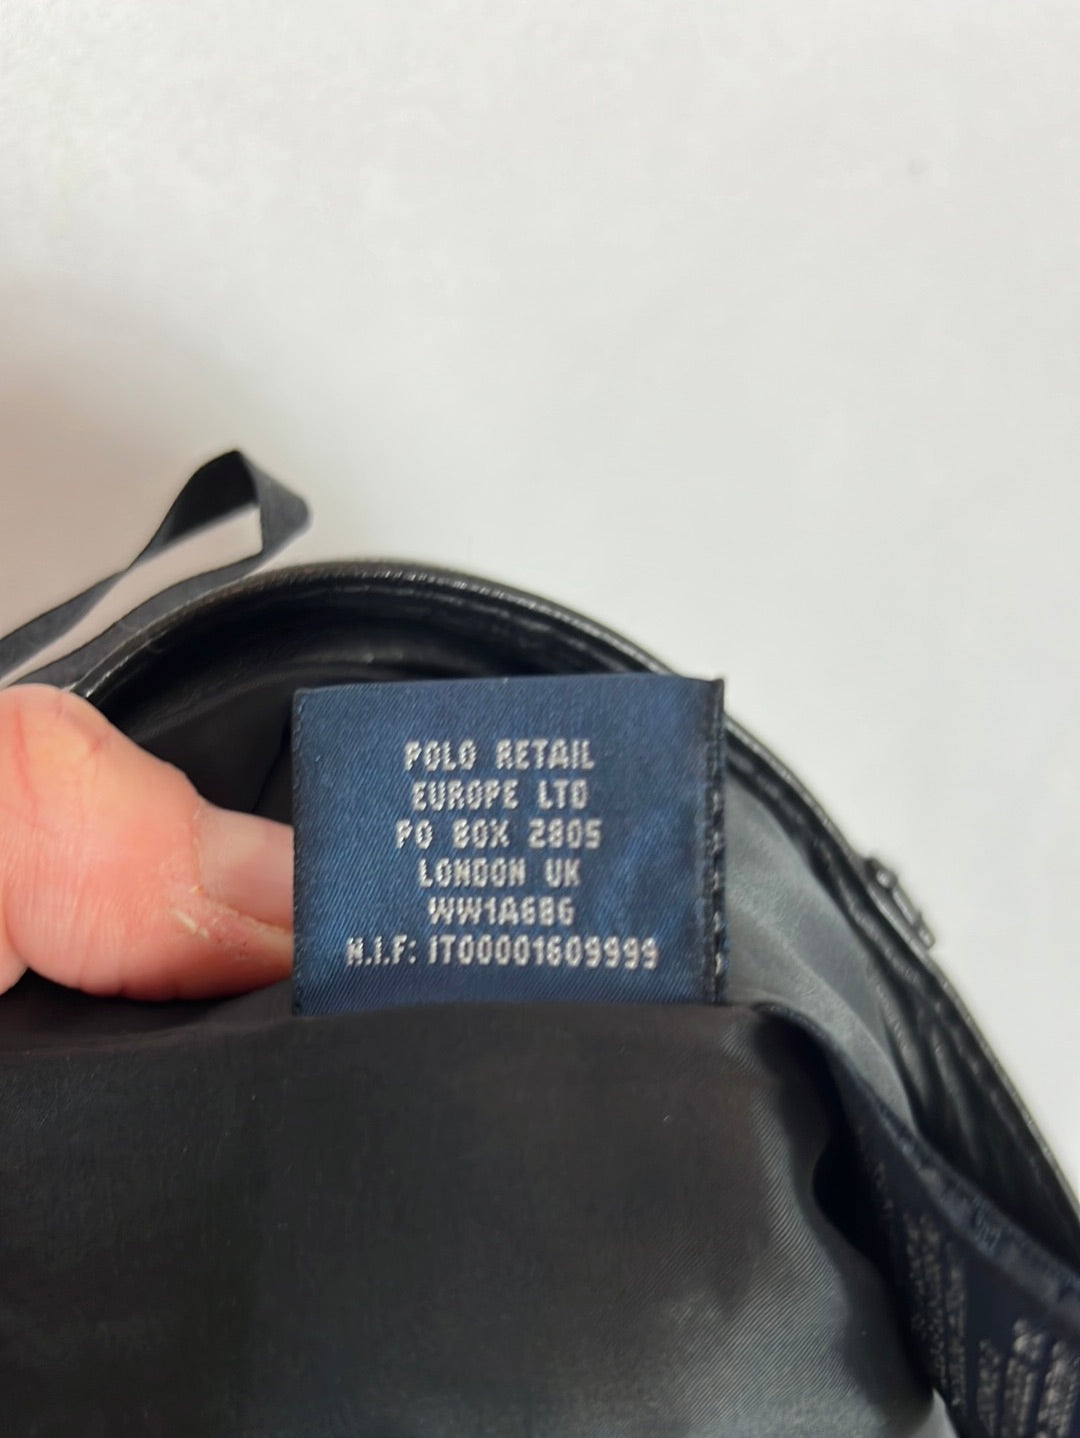 POLO RETAIL
EUROPE LTD
PO BOX 2805
LONDON UK
WW1A6BG
N.I.F: IT00001609999